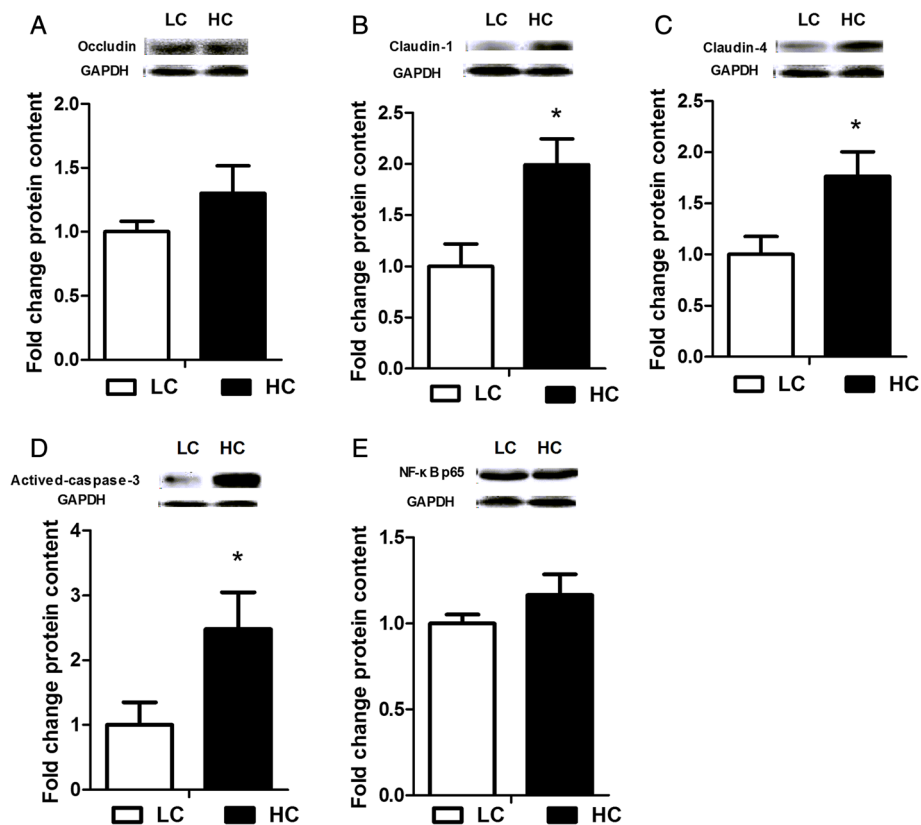 A
LC HC
Occludin
GAPDH
Fold change protein content
2.0
1.5
1.0
0.5
0.0
LC HC
B
LC HC
Claudin-1
GAPDH
Fold change protein content
2.5
2.0
1.5
1.0
0.5
0.0
*
LC HC
C
LC HC
Claudin-4
GAPDH
Fold change protein content
2.5
2.0
1.5
1.0
0.5
0.0
*
LC HC
D
LC HC
Actived-caspase-3
GAPDH
Fold change protein content
4
3
2
1
0
*
LC HC
E
LC HC
NF-κBp65
GAPDH
Fold change protein content
1.5
1.0
0.5
0.0
LC HC